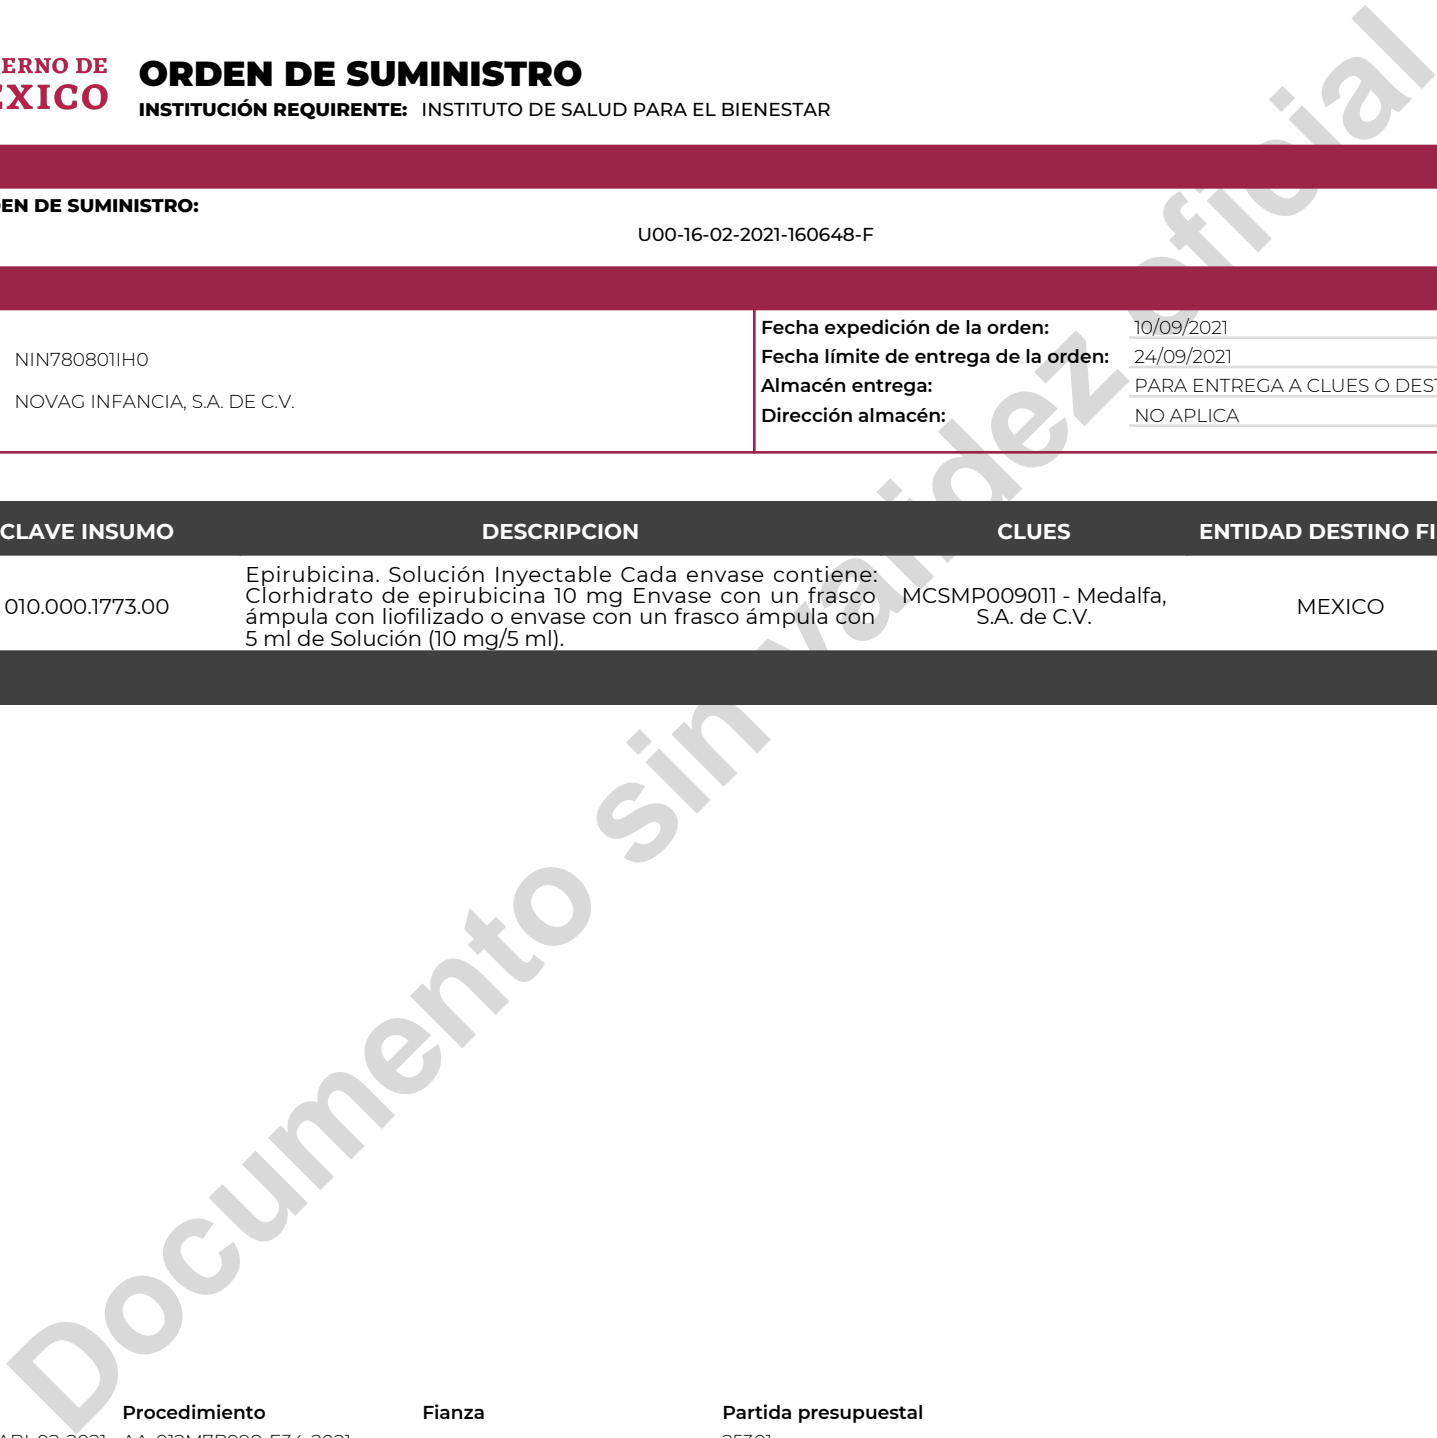 ERNO DE
ORDEN DE SUMINISTRO
EXICO
INSTITUCIÓN REQUIRENTE: INSTITUTO DE SALUD PARA EL BIENESTAR
EN DE SUMINISTRO:
U00-16-02-2021-160648-F
NIN780801IH0
NOVAG INFANCIA, S.A. DE C.V.
Fecha expedición de la orden: 10/09/2021
Fecha límite de entrega de la orden: 24/09/2021
Almacén entrega: PARA ENTREGA A CLUES O DEST
Dirección almacén: NO APLICA
CLAVE INSUMO DESCRIPCION CLUES ENTIDAD DESTINO FI
010.000.1773.00
Epirubicina. Solución Inyectable Cada envase contiene:
Clorhidrato de epirubicina 10 mg Envase con un frasco
ámpula con liofilizado o envase con un frasco ámpula con
5 ml de Solución (10 mg/5 ml).
MCSMP009011 - Medalfa,
S.A. de C.V.
MEXICO
Documento sin validez oficial
Procedimiento Fianza Partida presupuestal